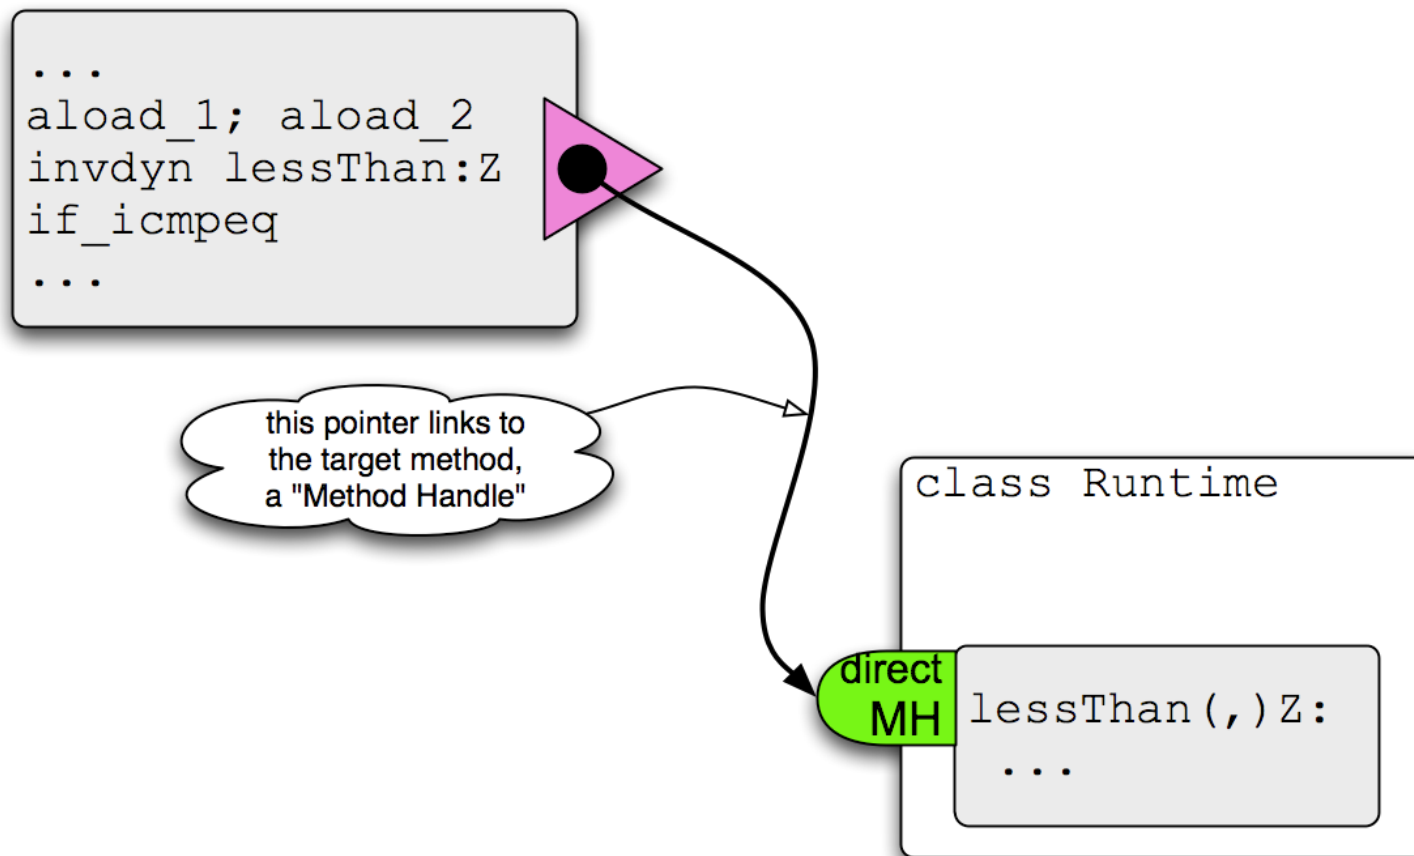 ...
aload_1; aload_2
invdyn lessThan:Z
if_icmpeq
...
this pointer links to
the target method,
a "Method Handle"
class Runtime
direct
MH
lessThan(,)Z:
...